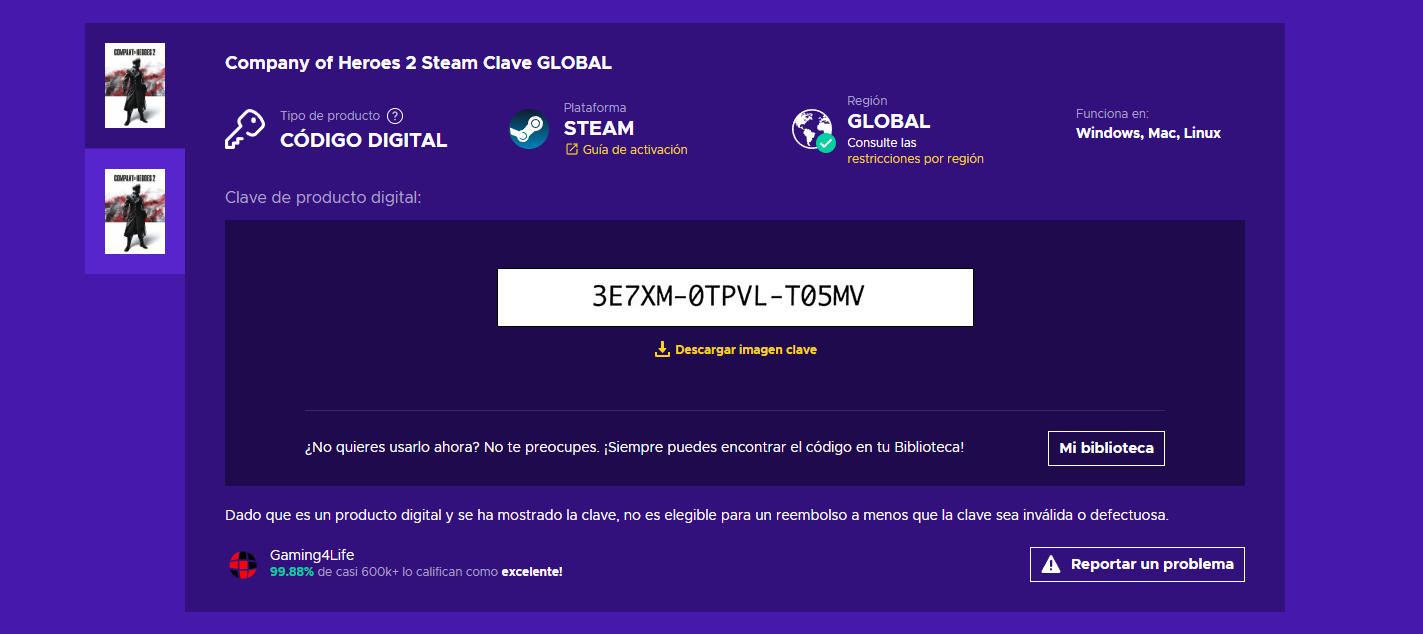 COMPANY OF HEROES 2
COMPANY OF HEROES 2
Company of Heroes 2 Steam Clave GLOBAL
Tipo de producto ?
CÓDIGO DIGITAL
Plataforma
STEAM
Guía de activación
Región
GLOBAL
Consulte las
restricciones por región
Funciona en:
Windows, Mac, Linux
Clave de producto digital:
3E7XM-0TPVL-T05MV
Descargar imagen clave
¿No quieres usarlo ahora? No te preocupes. ¡Siempre puedes encontrar el código en tu Biblioteca!
Mi biblioteca
Dado que es un producto digital y se ha mostrado la clave, no es elegible para un reembolso a menos que la clave sea inválida o defectuosa.
Gaming4Life
99.88% de casi 600k+ lo califican como excelente!
Reportar un problema